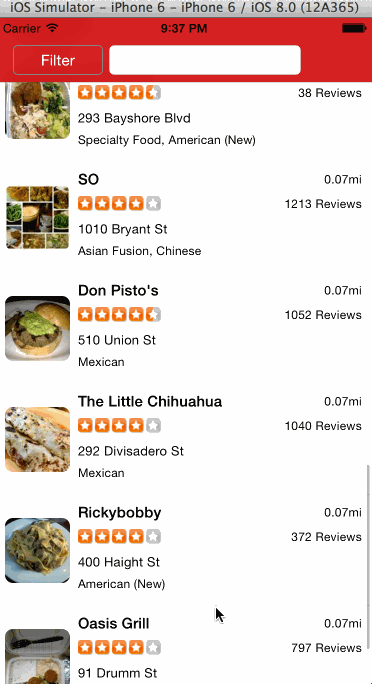 iOS Simulator - iPhone 6 - iPhone 6 / iOS 8.0 (12A365)
Carrer 9:37 PM
Filter
38 Reviews
293 Bayshore Blvd
Specialty Food, American (New)
SO 0.07mi
1213 Reviews
1010 Bryant St
Asian Fusion, Chinese
Don Pisto's 0.07mi
1052 Reviews
510 Union St
Mexican
The Little Chihuahua 0.07mi
1040 Reviews
292 Divisadero St
Mexican
Rickybobby 0.07mi
372 Reviews
400 Haight St
American (New)
Oasis Grill 0.07mi
797 Reviews
91 Drumm St